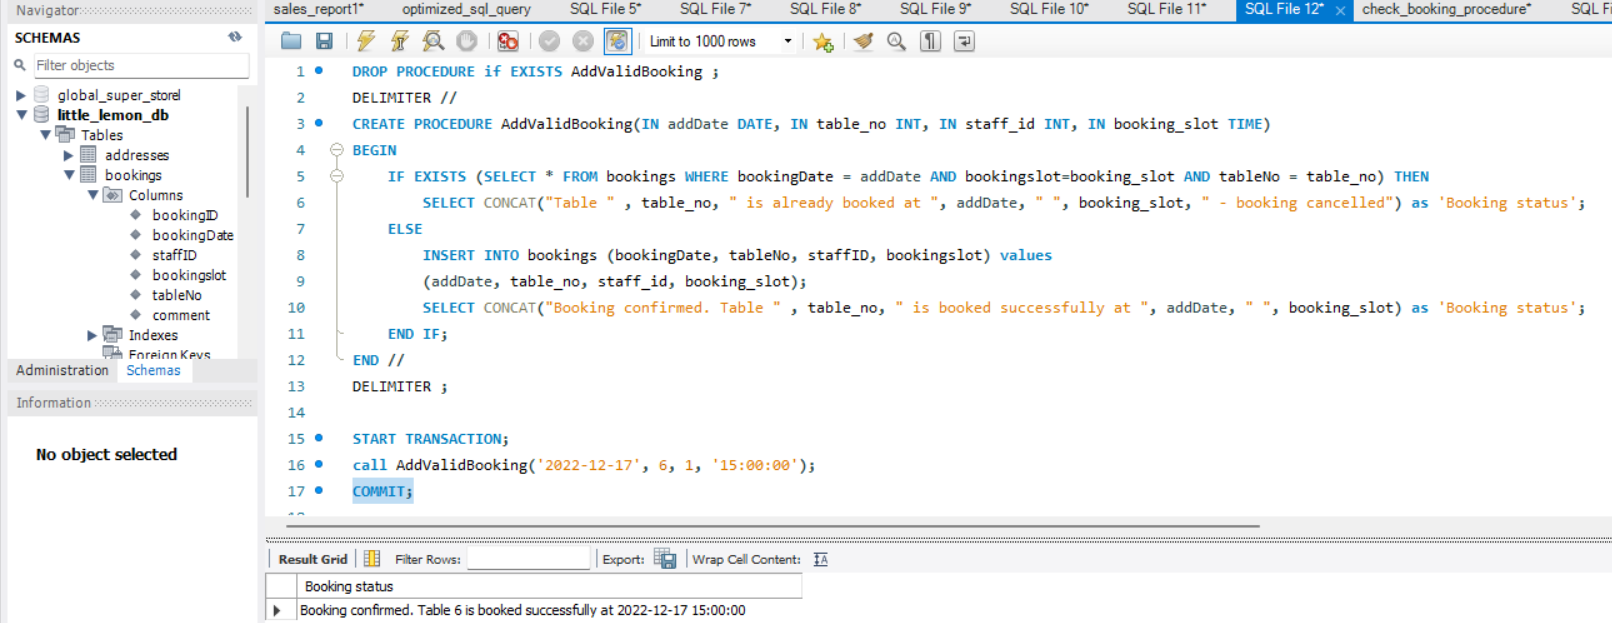 Navigator
SCHEMAS
Filter objects
global_super_storel
little_lemon_db
Tables
addresses
bookings
Columns
bookingID
bookingDate
staffID
bookingslot
tableNo
comment
Indexes
Foreign Keys
Administration Schemas
Information
No object selected
sales_report1* optimized_sql_query SQL File 5* SQL File 7* SQL File 8* SQL File 9* SQL File 10* SQL File 11* SQL File 12* check_booking_procedure* SQL Fi
Limit to 1000 rows
1 DROP PROCEDURE if EXISTS AddValidBooking ;
2 DELIMITER //
3 CREATE PROCEDURE AddValidBooking(IN addDate DATE, IN table_no INT, IN staff_id INT, IN booking_slot TIME)
4 BEGIN
5 IF EXISTS (SELECT * FROM bookings WHERE bookingDate = addDate AND bookingslot=booking_slot AND tableNo = table_no) THEN
6 SELECT CONCAT("Table " , table_no, " is already booked at ", addDate, " ", booking_slot, " - booking cancelled") as 'Booking status';
7 ELSE
8 INSERT INTO bookings (bookingDate, tableNo, staffID, bookingslot) values
9 (addDate, table_no, staff_id, booking_slot);
10 SELECT CONCAT("Booking confirmed. Table " , table_no, " is booked successfully at ", addDate, " ", booking_slot) as 'Booking status';
11 END IF;
12 END //
13 DELIMITER ;
14
15 START TRANSACTION;
16 call AddValidBooking('2022-12-17', 6, 1, '15:00:00');
17 COMMIT;
Result Grid Filter Rows: Export: Wrap Cell Content:
Booking status
Booking confirmed. Table 6 is booked successfully at 2022-12-17 15:00:00